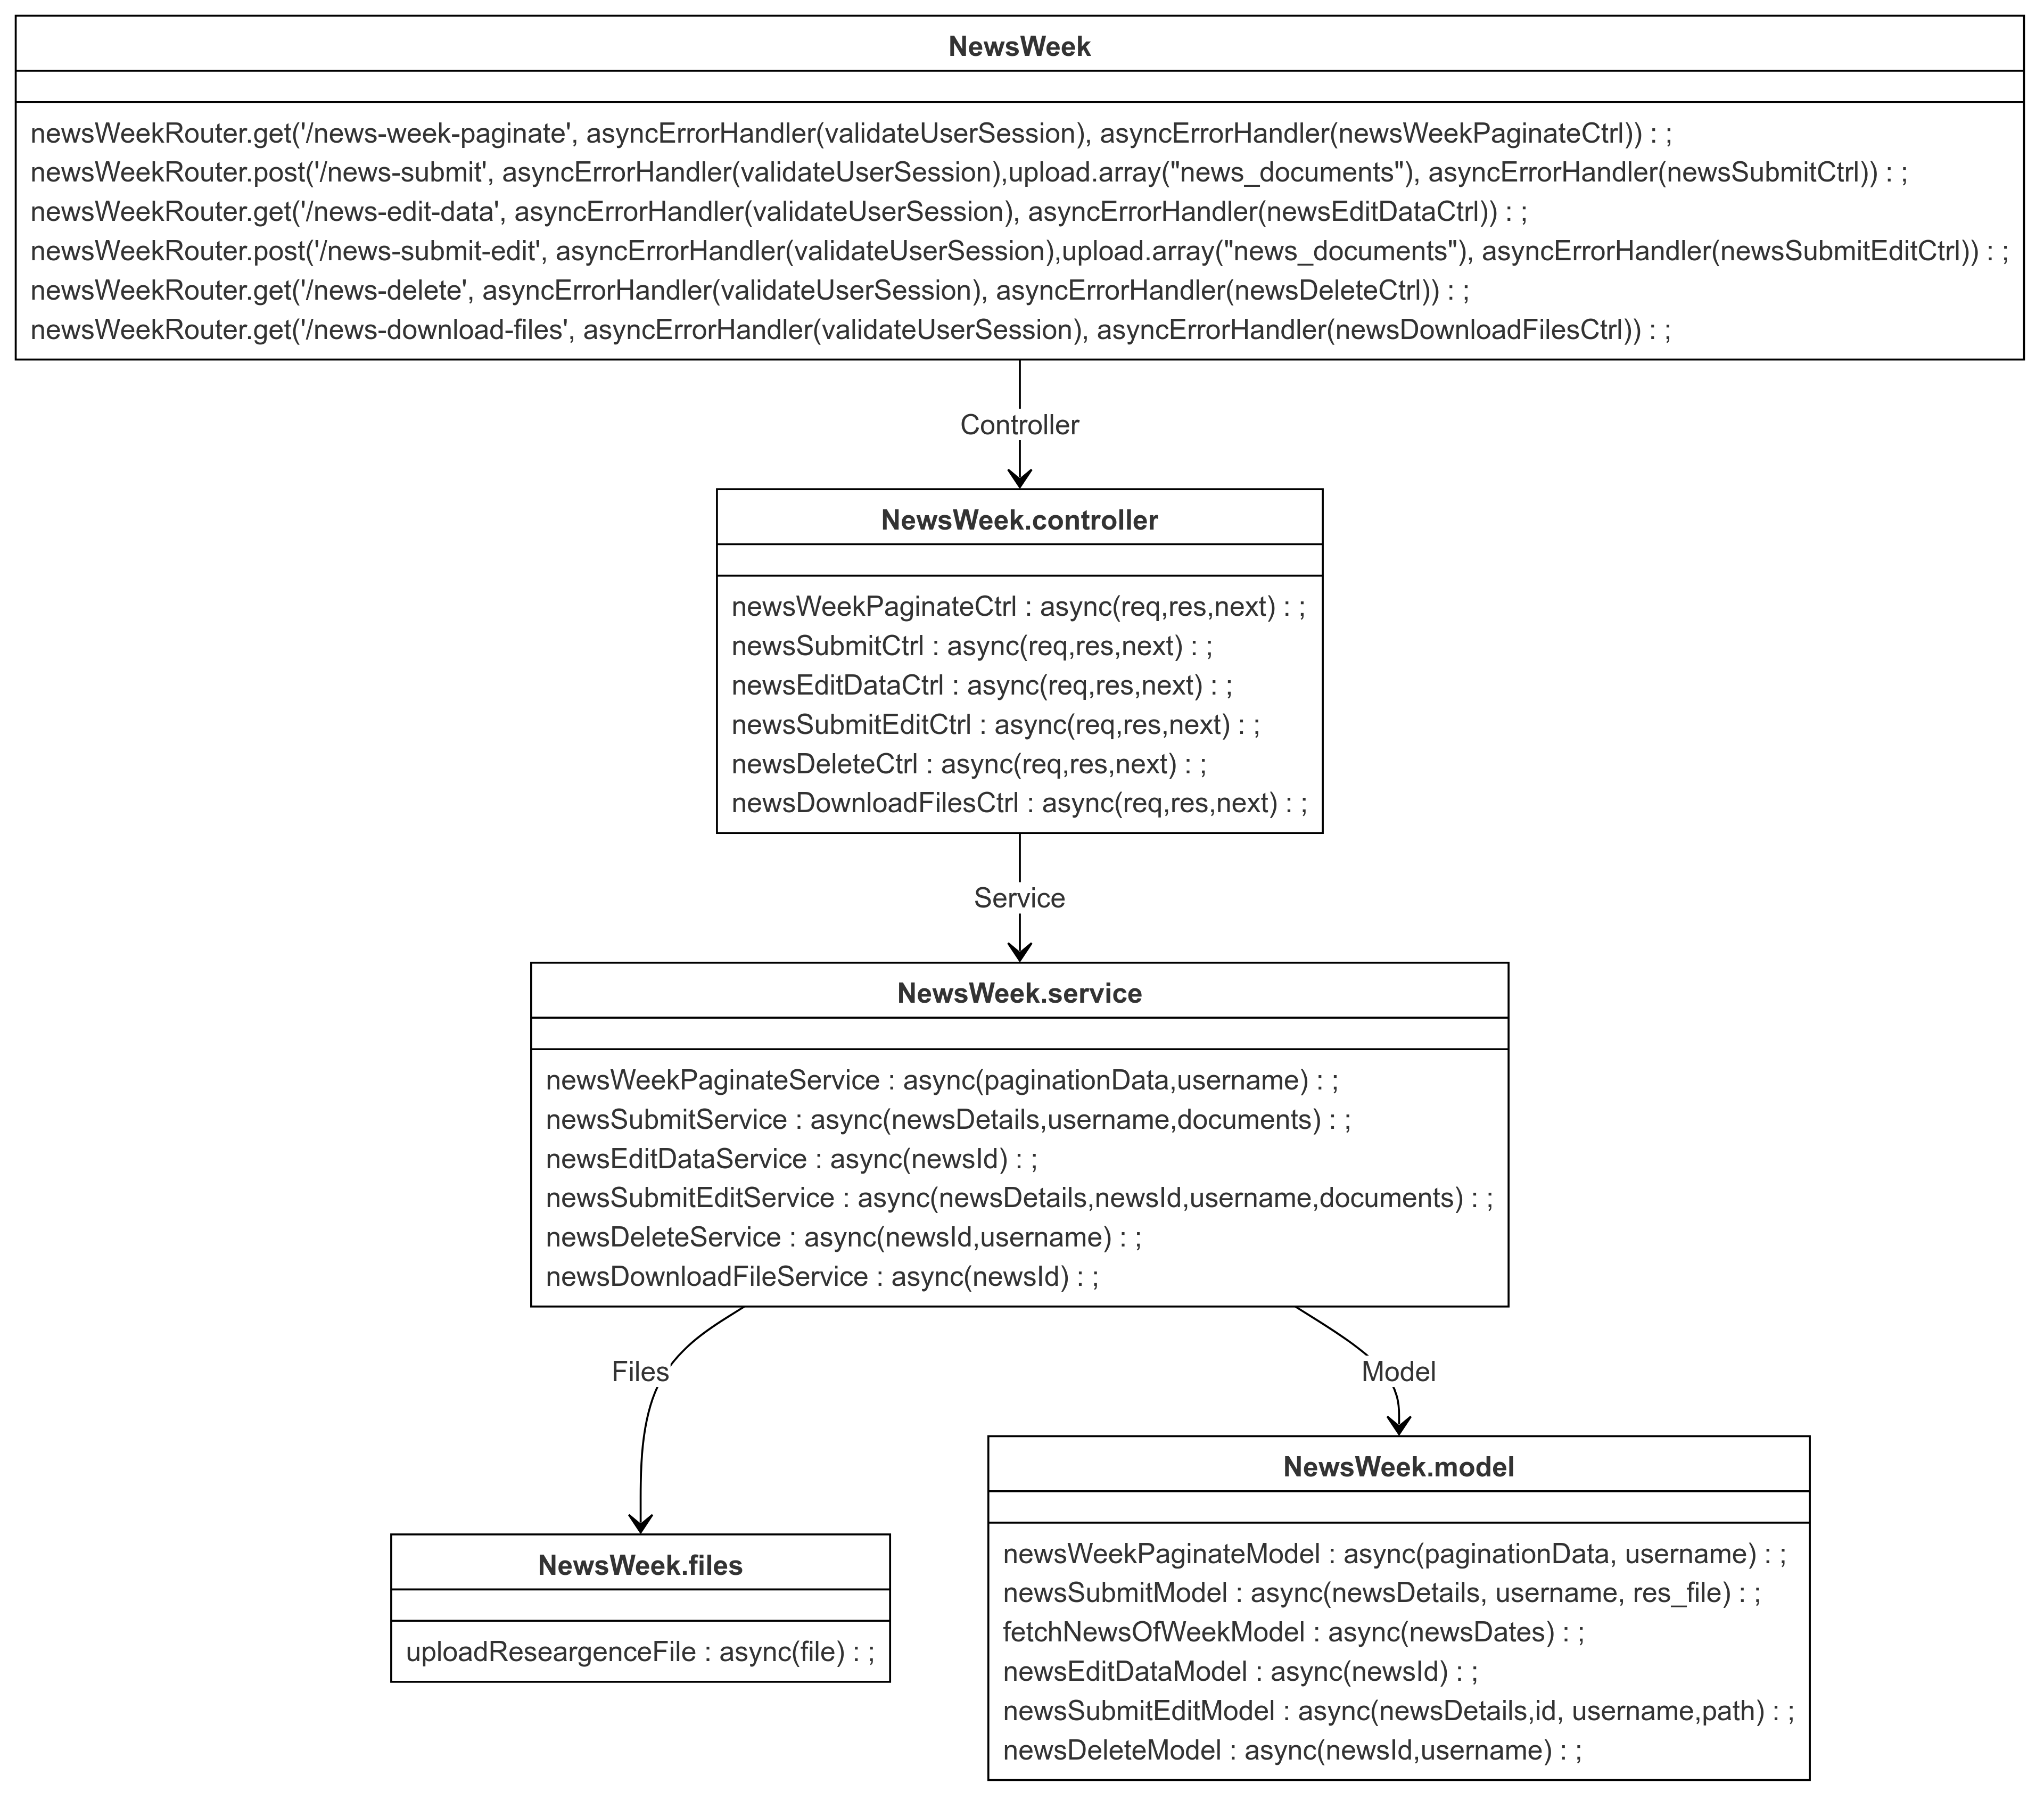 NewsWeek
newsWeekRouter.get('/news-week-paginate', asyncErrorHandler(validateUserSession), asyncErrorHandler(newsWeekPaginateCtrl)) : ;
newsWeekRouter.post('/news-submit', asyncErrorHandler(validateUserSession),upload.array("news_documents"), asyncErrorHandler(newsSubmitCtrl)) : ;
newsWeekRouter.get('/news-edit-data', asyncErrorHandler(validateUserSession), asyncErrorHandler(newsEditDataCtrl)) : ;
newsWeekRouter.post('/news-submit-edit', asyncErrorHandler(validateUserSession),upload.array("news_documents"), asyncErrorHandler(newsSubmitEditCtrl)) : ;
newsWeekRouter.get('/news-delete', asyncErrorHandler(validateUserSession), asyncErrorHandler(newsDeleteCtrl)) : ;
newsWeekRouter.get('/news-download-files', asyncErrorHandler(validateUserSession), asyncErrorHandler(newsDownloadFilesCtrl)) : ;
Controller
NewsWeek.controller
newsWeekPaginateCtrl : async(req,res,next) : ;
newsSubmitCtrl : async(req,res,next) : ;
newsEditDataCtrl : async(req,res,next) : ;
newsSubmitEditCtrl : async(req,res,next) : ;
newsDeleteCtrl : async(req,res,next) : ;
newsDownloadFilesCtrl : async(req,res,next) : ;
Service
NewsWeek.service
newsWeekPaginateService : async(paginationData,username) : ;
newsSubmitService : async(newsDetails,username,documents) : ;
newsEditDataService : async(newsId) : ;
newsSubmitEditService : async(newsDetails,newsId,username,documents) : ;
newsDeleteService : async(newsId,username) : ;
newsDownloadFileService : async(newsId) : ;
Files
Model
NewsWeek.files
uploadReseargenceFile : async(file) : ;
NewsWeek.model
newsWeekPaginateModel : async(paginationData, username) : ;
newsSubmitModel : async(newsDetails, username, res_file) : ;
fetchNewsOfWeekModel : async(newsDates) : ;
newsEditDataModel : async(newsId) : ;
newsSubmitEditModel : async(newsDetails,id, username,path) : ;
newsDeleteModel : async(newsId,username) : ;